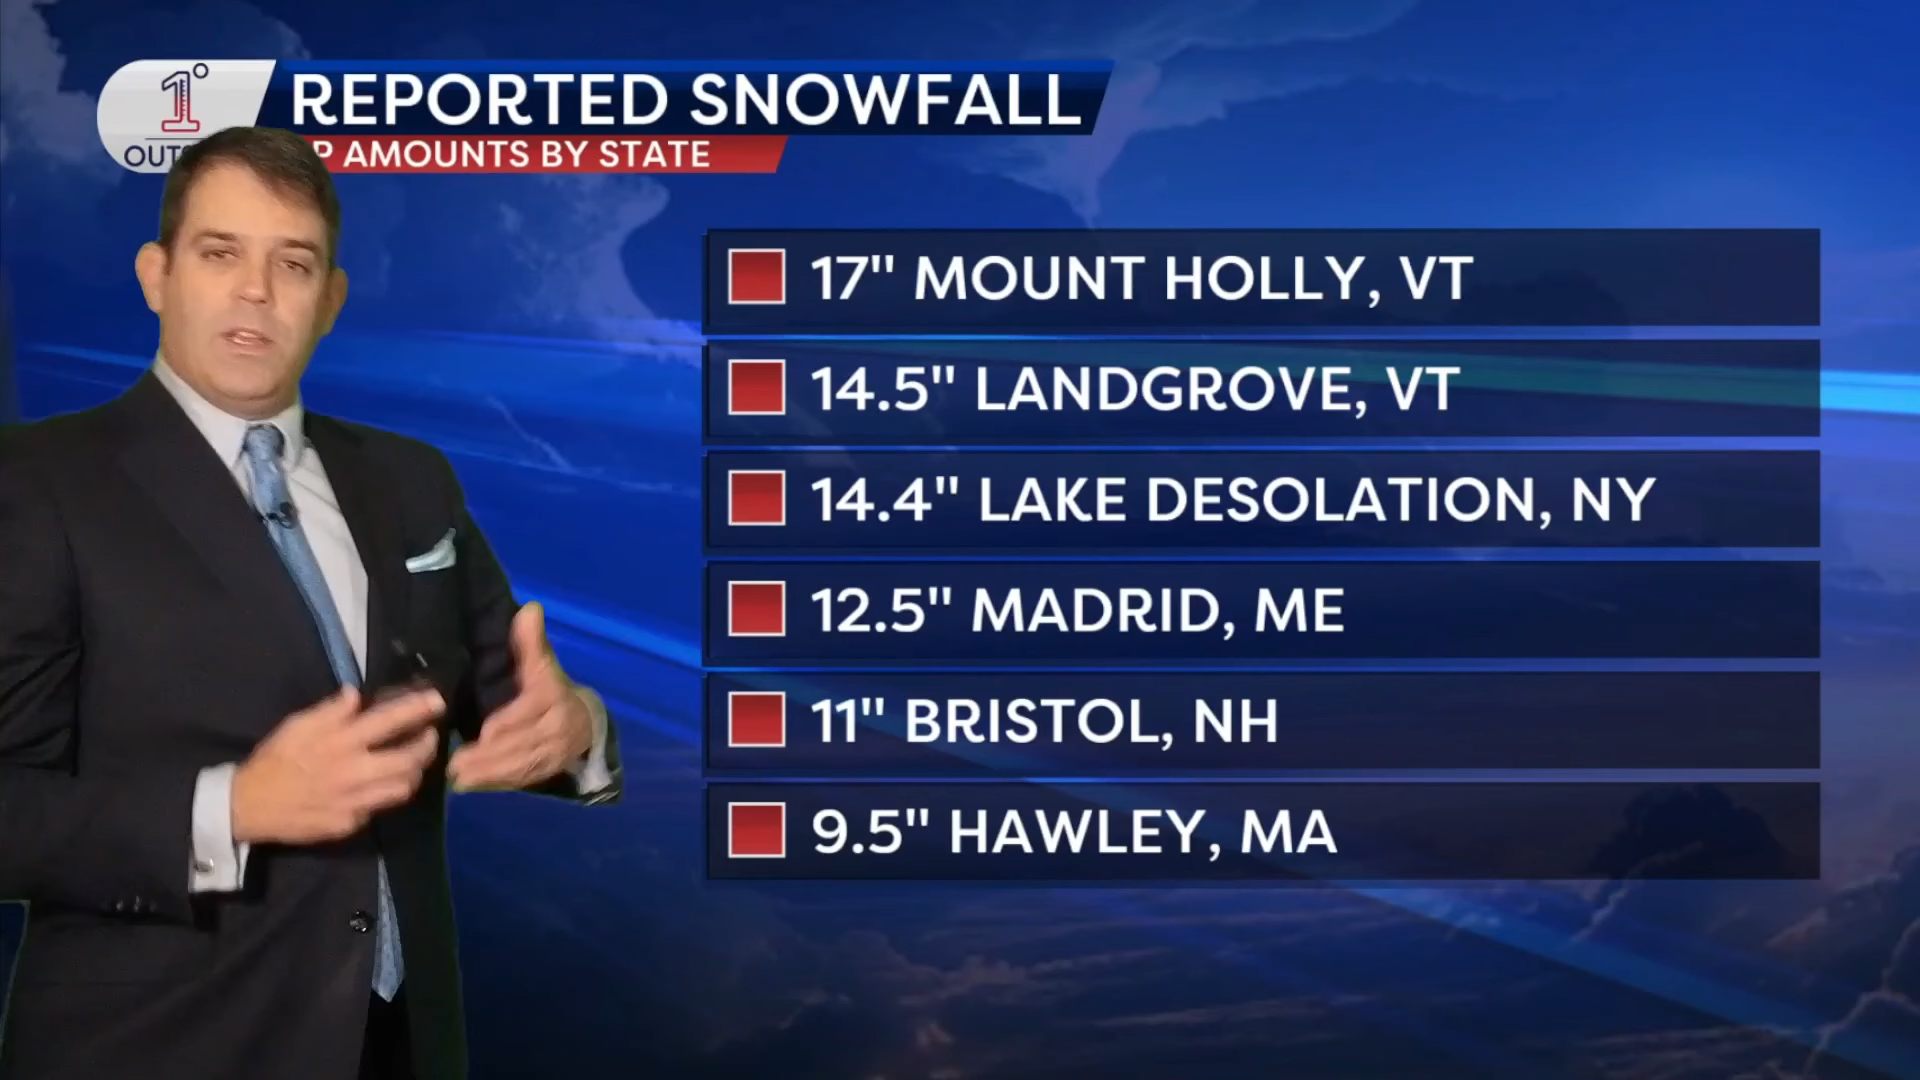 1°
REPORTED SNOWFALL
AMOUNTS BY STATE
17" MOUNT HOLLY, VT
14.5" LANDGROVE, VT
14.4" LAKE DESOLATION, NY
12.5" MADRID, ME
11" BRISTOL, NH
9.5" HAWLEY, MA